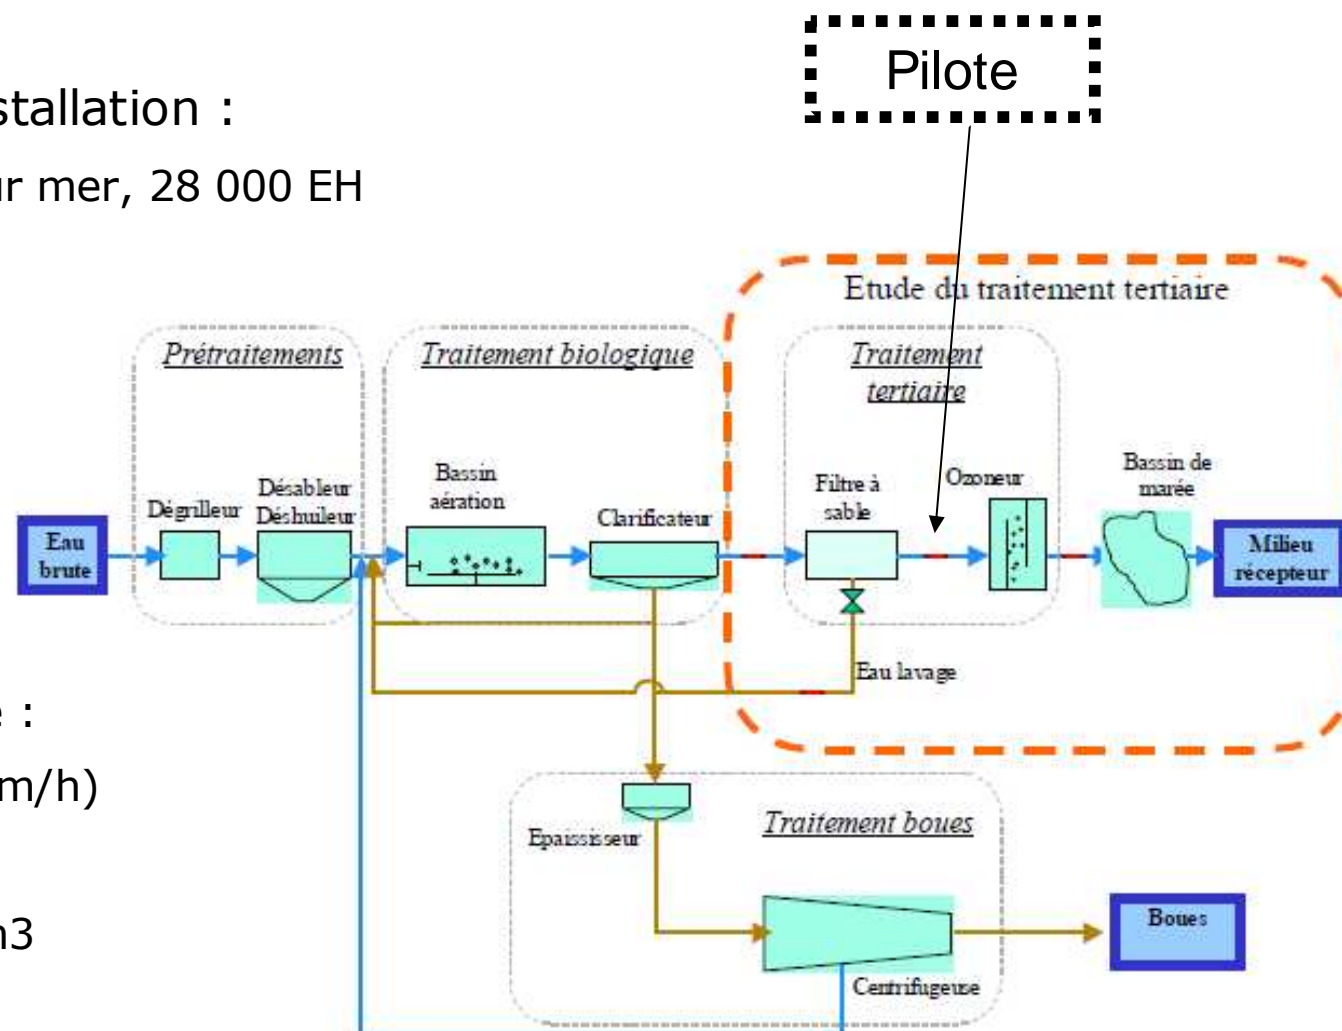 Pilote
stallation :
ur mer, 28 000 EH
Etude du traitement tertiaire
Prétraitements
Traitement biologique
Traitement
tertiaire
Dégrilleur
Désableur
Déshuileur
Bassin
aération
Clarificateur
Filtre à
sable
Ozoneur
Bassin de
marée
Eau
brute
Milieu
récepteur
Eau lavage
e :
m/h)
n3
Epaississeur
Traitement boues
Centrifugeuse
Boues